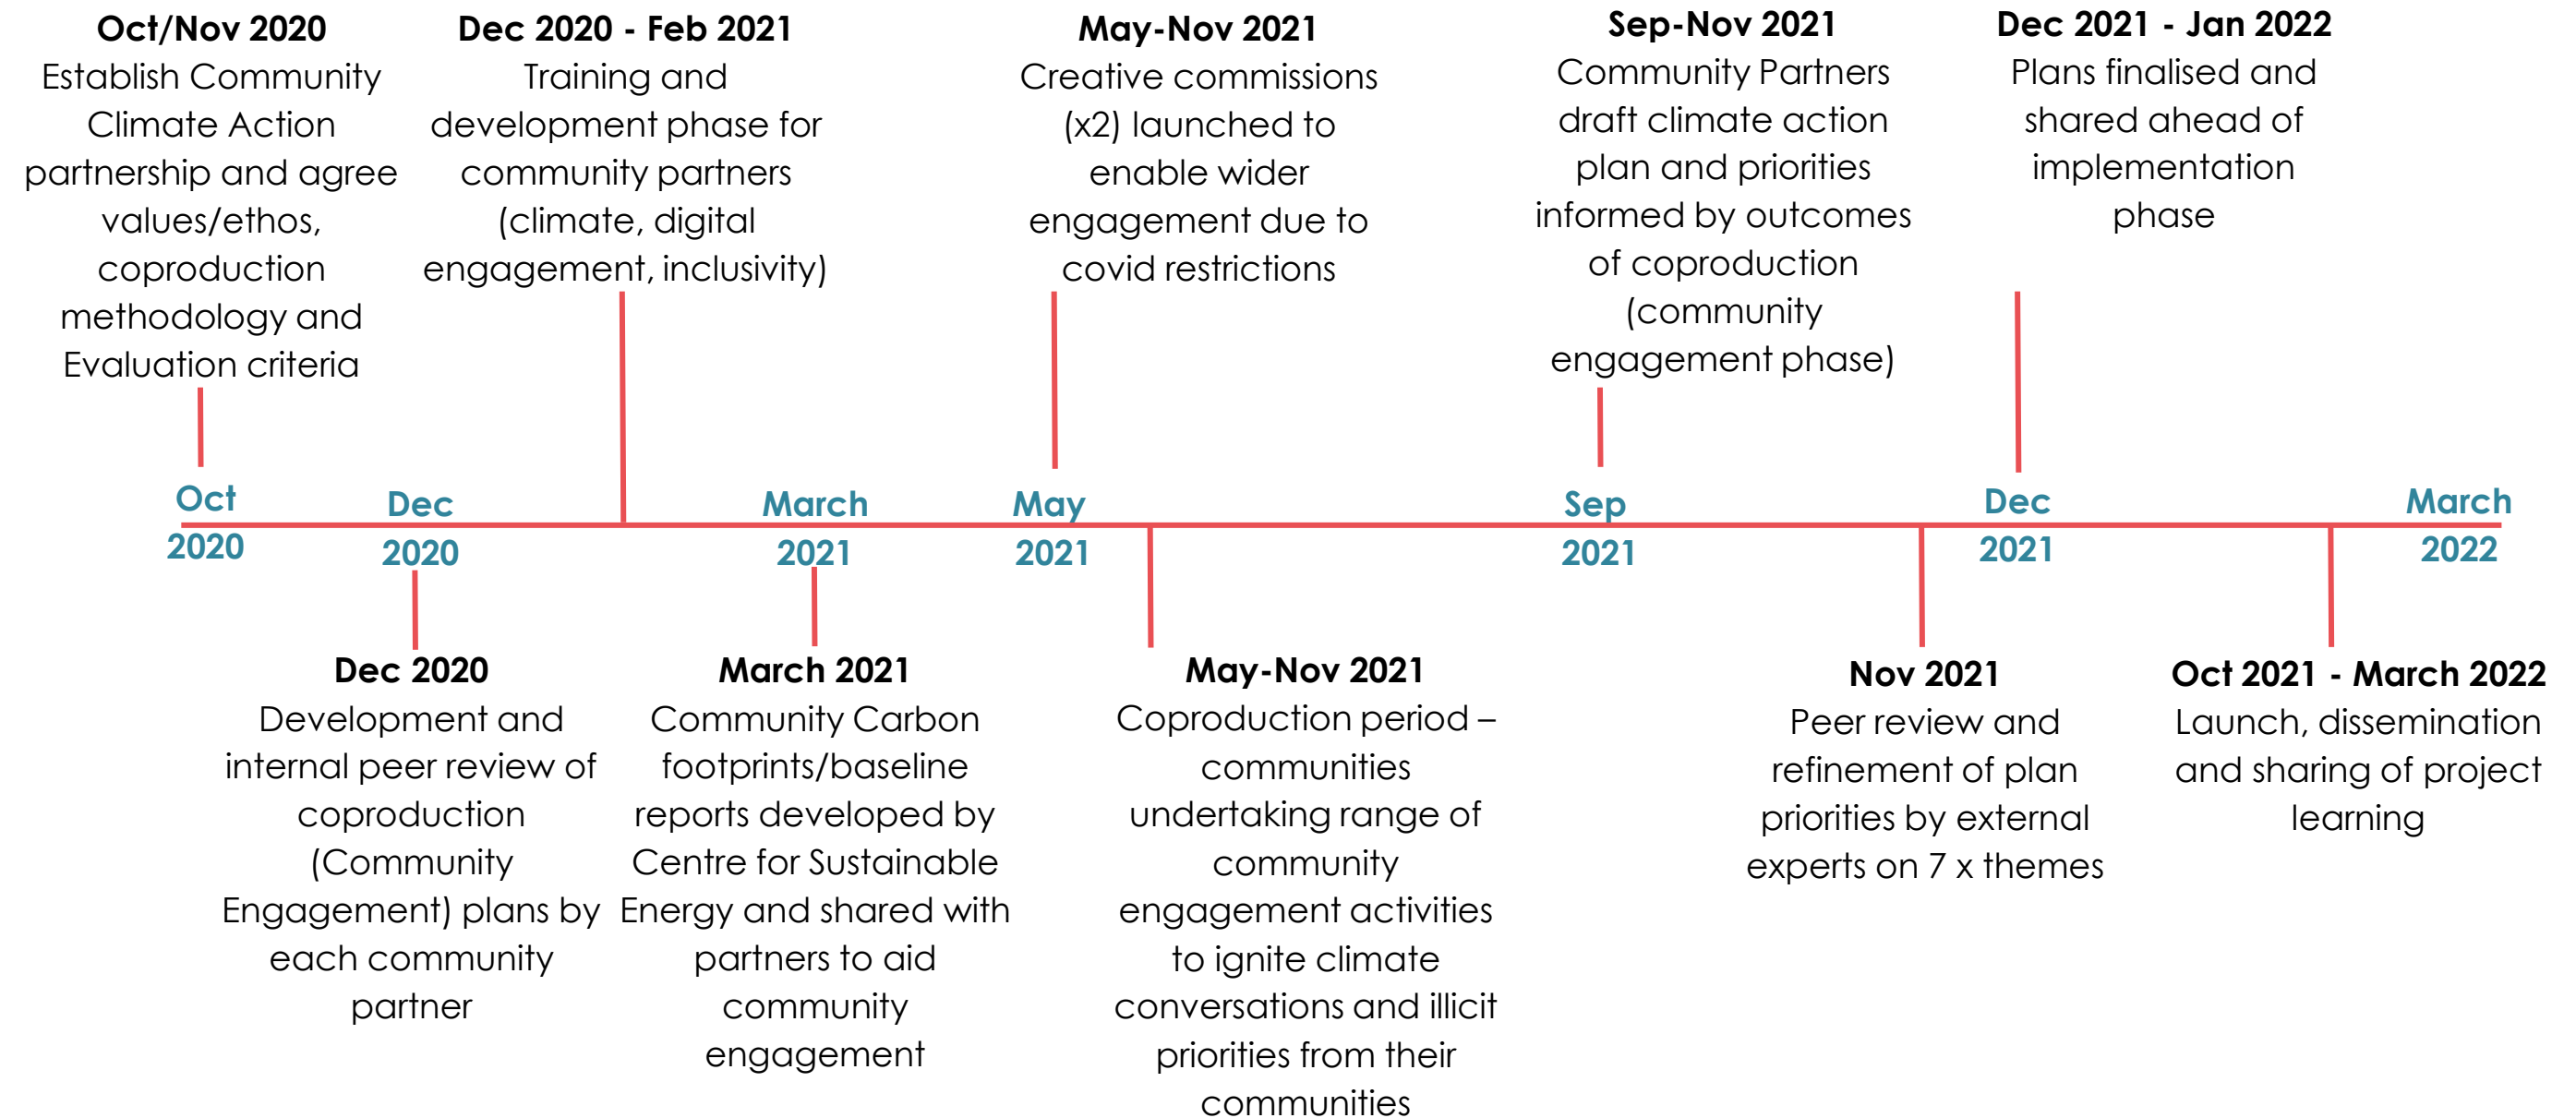 Oct/Nov 2020
Establish Community
Climate Action
partnership and agree
values/ethos,
coproduction
methodology and
Evaluation criteria
Dec 2020 - Feb 2021
Training and
development phase for
community partners
(climate, digital
engagement, inclusivity)
May-Nov 2021
Creative commissions
(x2) launched to
enable wider
engagement due to
covid restrictions
Sep-Nov 2021
Community Partners
draft climate action
plan and priorities
informed by outcomes
of coproduction
(community
engagement phase)
Dec 2021 - Jan 2022
Plans finalised and
shared ahead of
implementation
phase
Oct
2020
Dec
2020
March
2021
May
2021
Sep
2021
Dec
2021
March
2022
Dec 2020
Development and
internal peer review of
coproduction
(Community
Engagement) plans by
each community
partner
March 2021
Community Carbon
footprints/baseline
reports developed by
Centre for Sustainable
Energy and shared with
partners to aid
community
engagement
May-Nov 2021
Coproduction period –
communities
undertaking range of
community
engagement activities
to ignite climate
conversations and illicit
priorities from their
communities
Nov 2021
Peer review and
refinement of plan
priorities by external
experts on 7 x themes
Oct 2021 - March 2022
Launch, dissemination
and sharing of project
learning